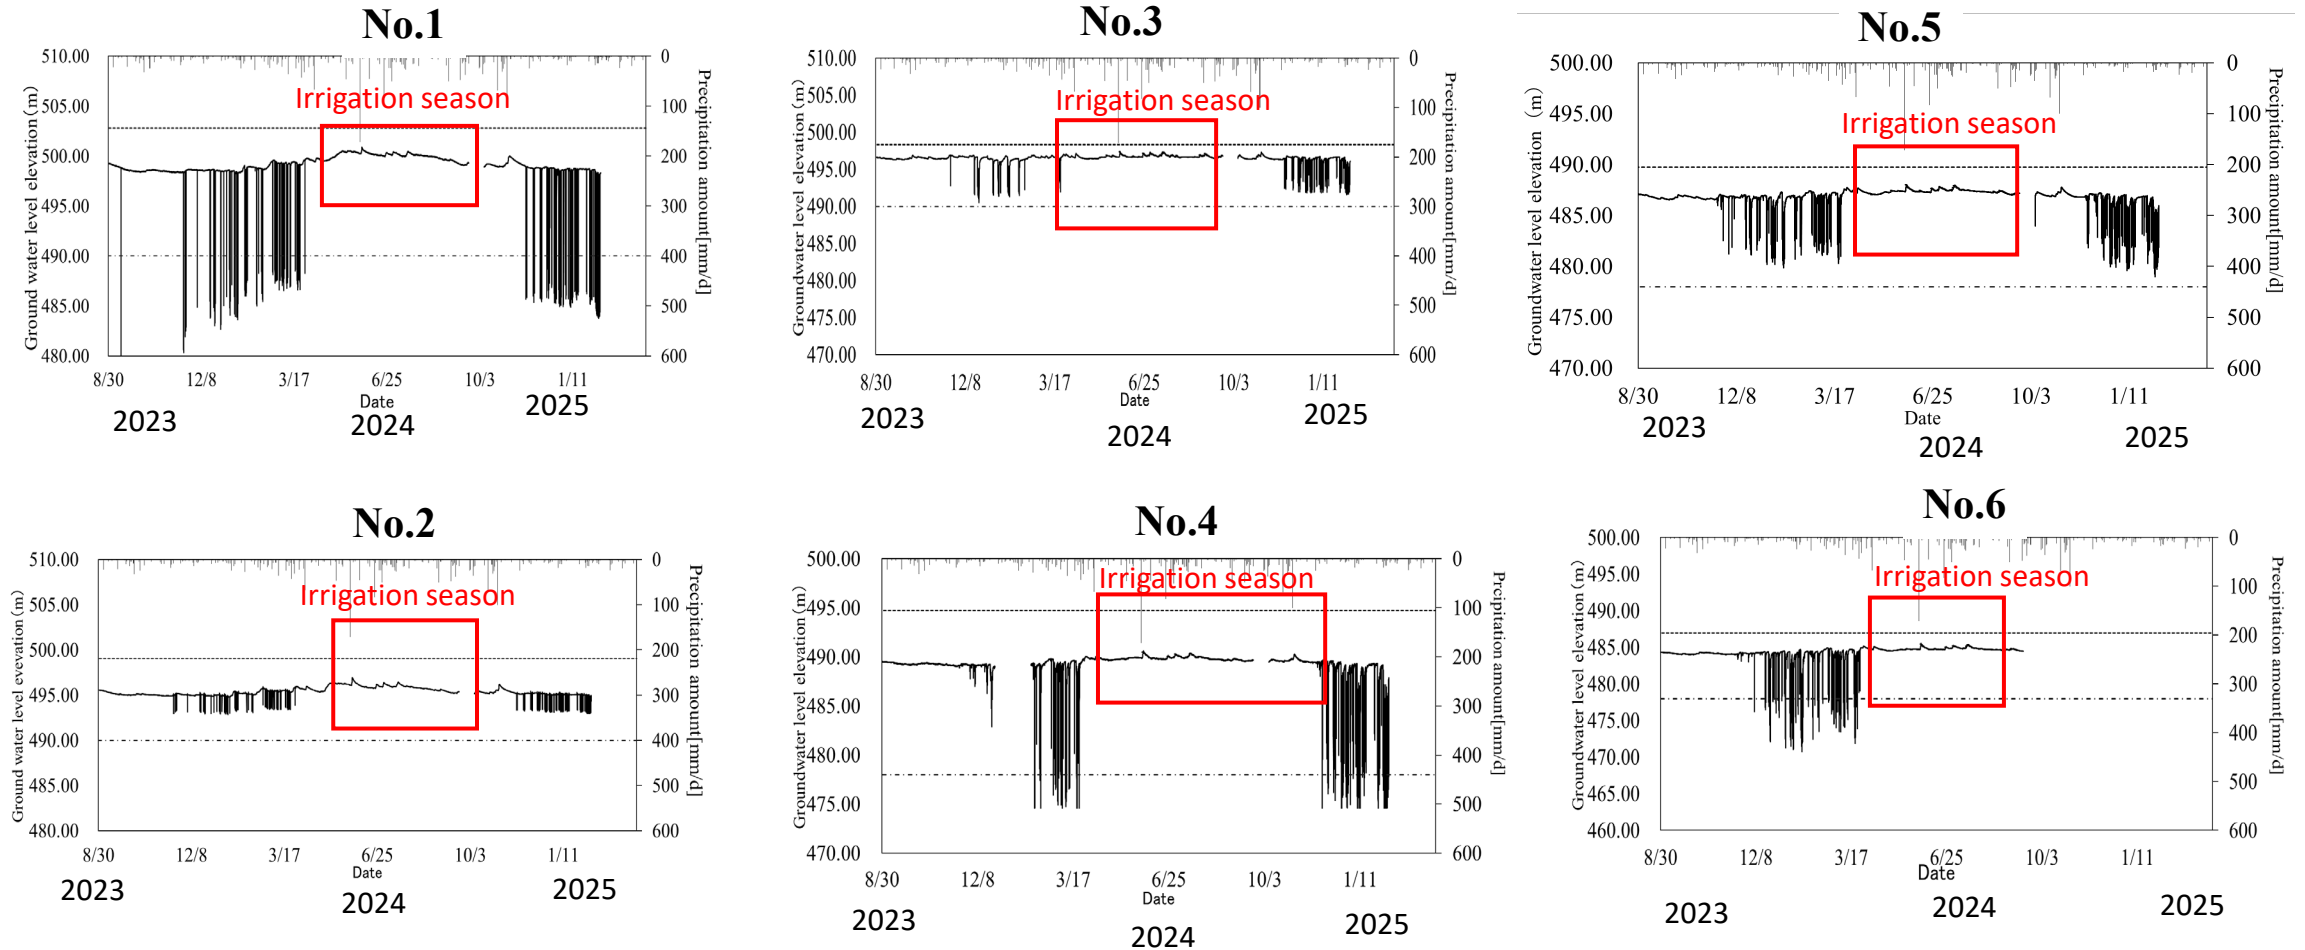 No.1
Irrigation season
Ground water level elevation(m)
510.00
505.00
500.00
495.00
490.00
485.00
480.00
0
100
200
300
400
500
600
Precipitation amount[mm/d]
8/30 12/8 3/17 6/25 10/3 1/11
Date
2023 2024 2025
No.3
Irrigation season
Groundwater level elevation(m)
510.00
505.00
500.00
495.00
490.00
485.00
480.00
475.00
470.00
0
100
200
300
400
500
600
Precipitation amount[mm/d]
8/30 12/8 3/17 6/25 10/3 1/11
Date
2023 2024 2025
No.5
Irrigation season
Groundwater level elevation (m)
500.00
495.00
490.00
485.00
480.00
475.00
470.00
0
100
200
300
400
500
600
Precipitation amount[mm/d]
8/30 12/8 3/17 6/25 10/3 1/11
Date
2023 2024 2025
No.2
Irrigation season
Ground water level evevation(m)
510.00
505.00
500.00
495.00
490.00
485.00
480.00
0
100
200
300
400
500
600
Precipitation amount[mm/d]
8/30 12/8 3/17 6/25 10/3 1/11
Date
2023 2024 2025
No.4
Irrigation season
Groundwater level elevation(m)
500.00
495.00
490.00
485.00
480.00
475.00
470.00
0
100
200
300
400
500
600
Precipitation amount[mm/d]
8/30 12/8 3/17 6/25 10/3 1/11
Date
2023 2024 2025
No.6
Irrigation season
Groundwater level elevation(m)
500.00
495.00
490.00
485.00
480.00
475.00
470.00
465.00
460.00
0
100
200
300
400
500
600
Precipitation amount[mm/d]
8/30 12/8 3/17 6/25 10/3 1/11
Date
2023 2024 2025